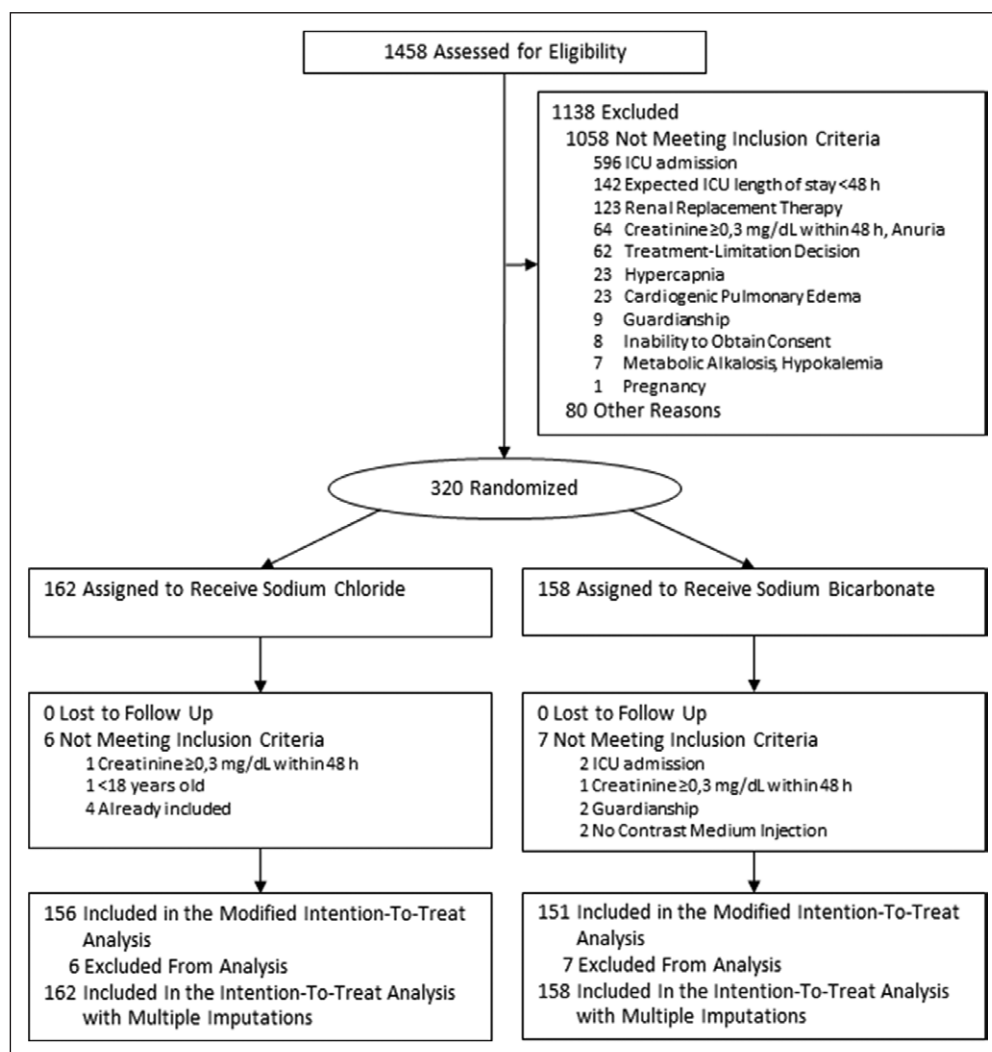 1458 Assessed for Eligibility
1138 Excluded
1058 Not Meeting Inclusion Criteria
596 ICU admission
142 Expected ICU length of stay <48 h
123 Renal Replacement Therapy
64 Creatinine ≥0,3 mg/dL within 48 h, Anuria
62 Treatment-Limitation Decision
23 Hypercapnia
23 Cardiogenic Pulmonary Edema
9 Guardianship
8 Inability to Obtain Consent
7 Metabolic Alkalosis, Hypokalemia
1 Pregnancy
80 Other Reasons
320 Randomized
162 Assigned to Receive Sodium Chloride
158 Assigned to Receive Sodium Bicarbonate
0 Lost to Follow Up
6 Not Meeting Inclusion Criteria
1 Creatinine ≥0,3 mg/dL within 48 h
1 <18 years old
4 Already included
0 Lost to Follow Up
7 Not Meeting Inclusion Criteria
2 ICU admission
1 Creatinine ≥0,3 mg/dL within 48 h
2 Guardianship
2 No Contrast Medium Injection
156 Included in the Modified Intention-To-Treat
Analysis
6 Excluded From Analysis
162 Included In the Intention-To-Treat Analysis
with Multiple Imputations
151 Included in the Modified Intention-To-Treat
Analysis
7 Excluded From Analysis
158 Included In the Intention-To-Treat Analysis
with Multiple Imputations